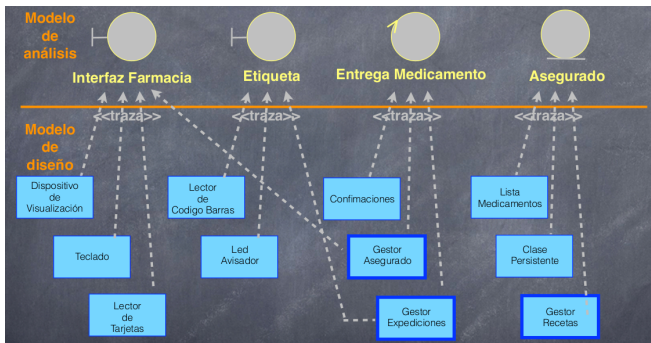 Modelo
de
análisis
Interfaz Farmacia
Etiqueta
Entrega Medicamento
Asegurado
<<traza>>
<<traza>>
<<traza>>
<<traza>>
Modelo
de
diseño
Dispositivo
de
Visualización
Lector
de
Codigo Barras
Confimaciones
Lista
Medicamentos
Teclado
Led
Avisador
Gestor
Asegurado
Clase
Persistente
Lector
de
Tarjetas
Gestor
Expediciones
Gestor
Recetas